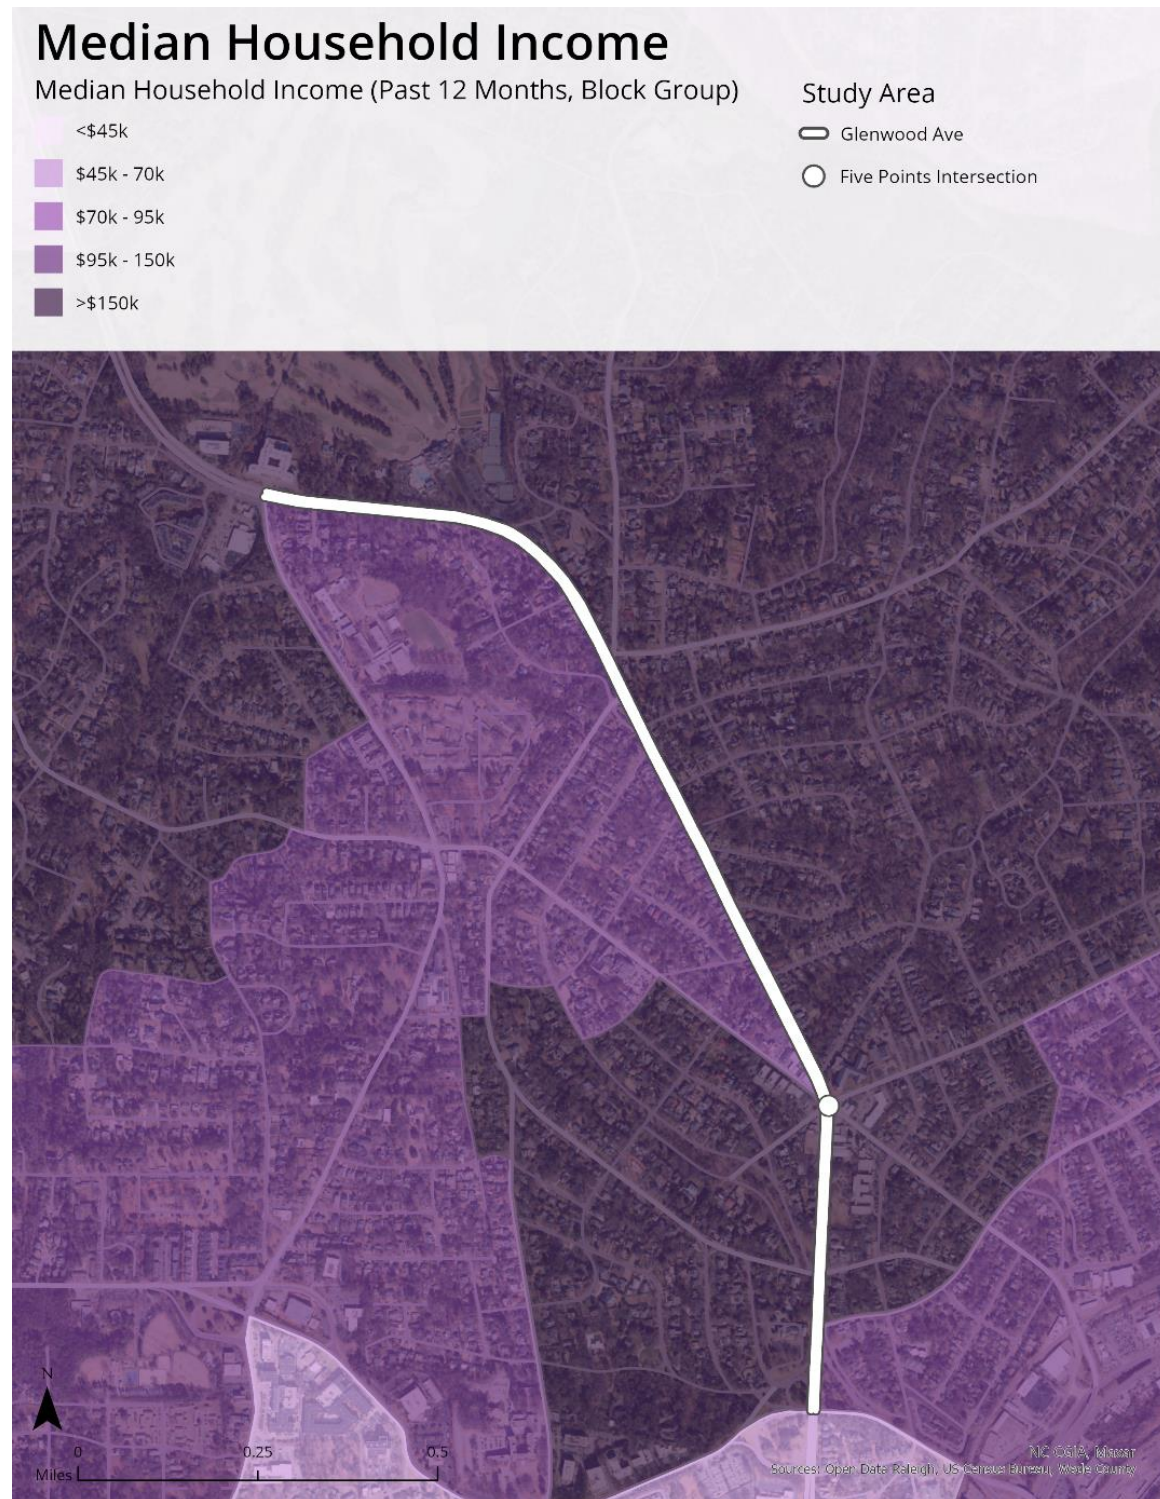 Median Household Income
Median Household Income (Past 12 Months, Block Group)
<$45k
$45k - 70k
$70k - 95k
$95k - 150k
>$150k
Study Area
Glenwood Ave
Five Points Intersection
N
0 0.25 0.5
Miles
NC CGIA, Maxar
Sources: Open Data Raleigh, US Census Bureau, Wade County